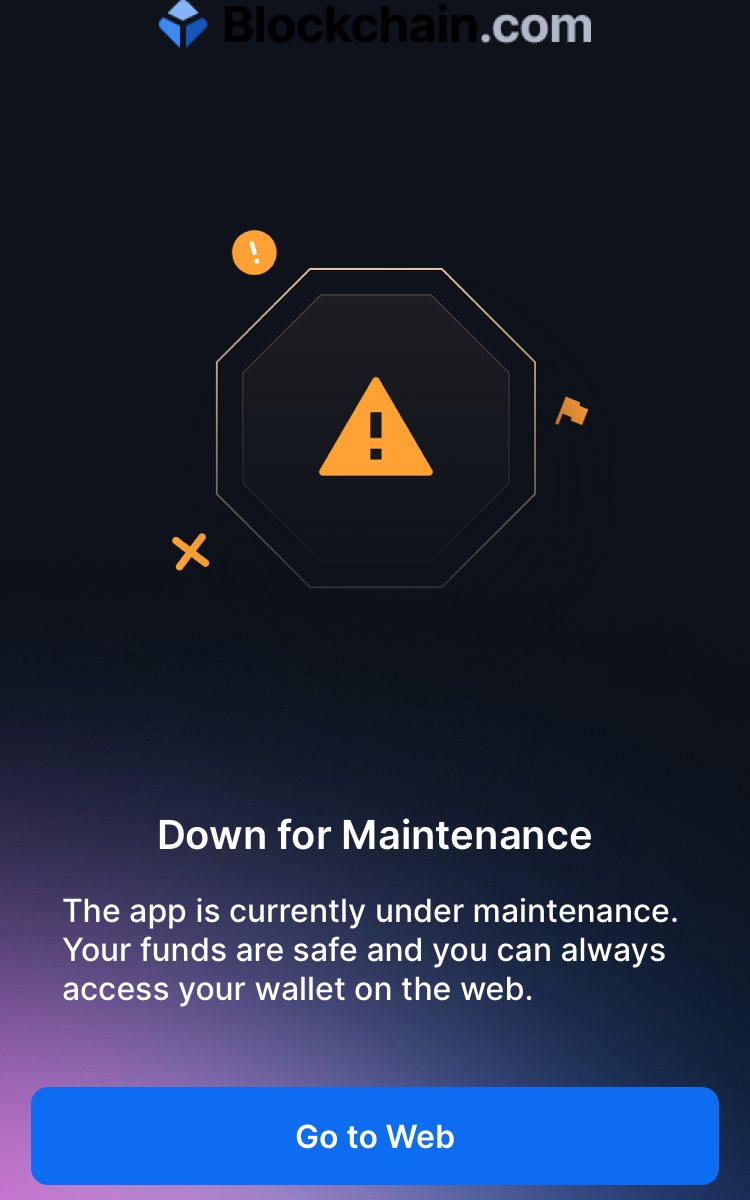 Blockchain.com
Down for Maintenance
The app is currently under maintenance.
Your funds are safe and you can always
access your wallet on the web.
Go to Web